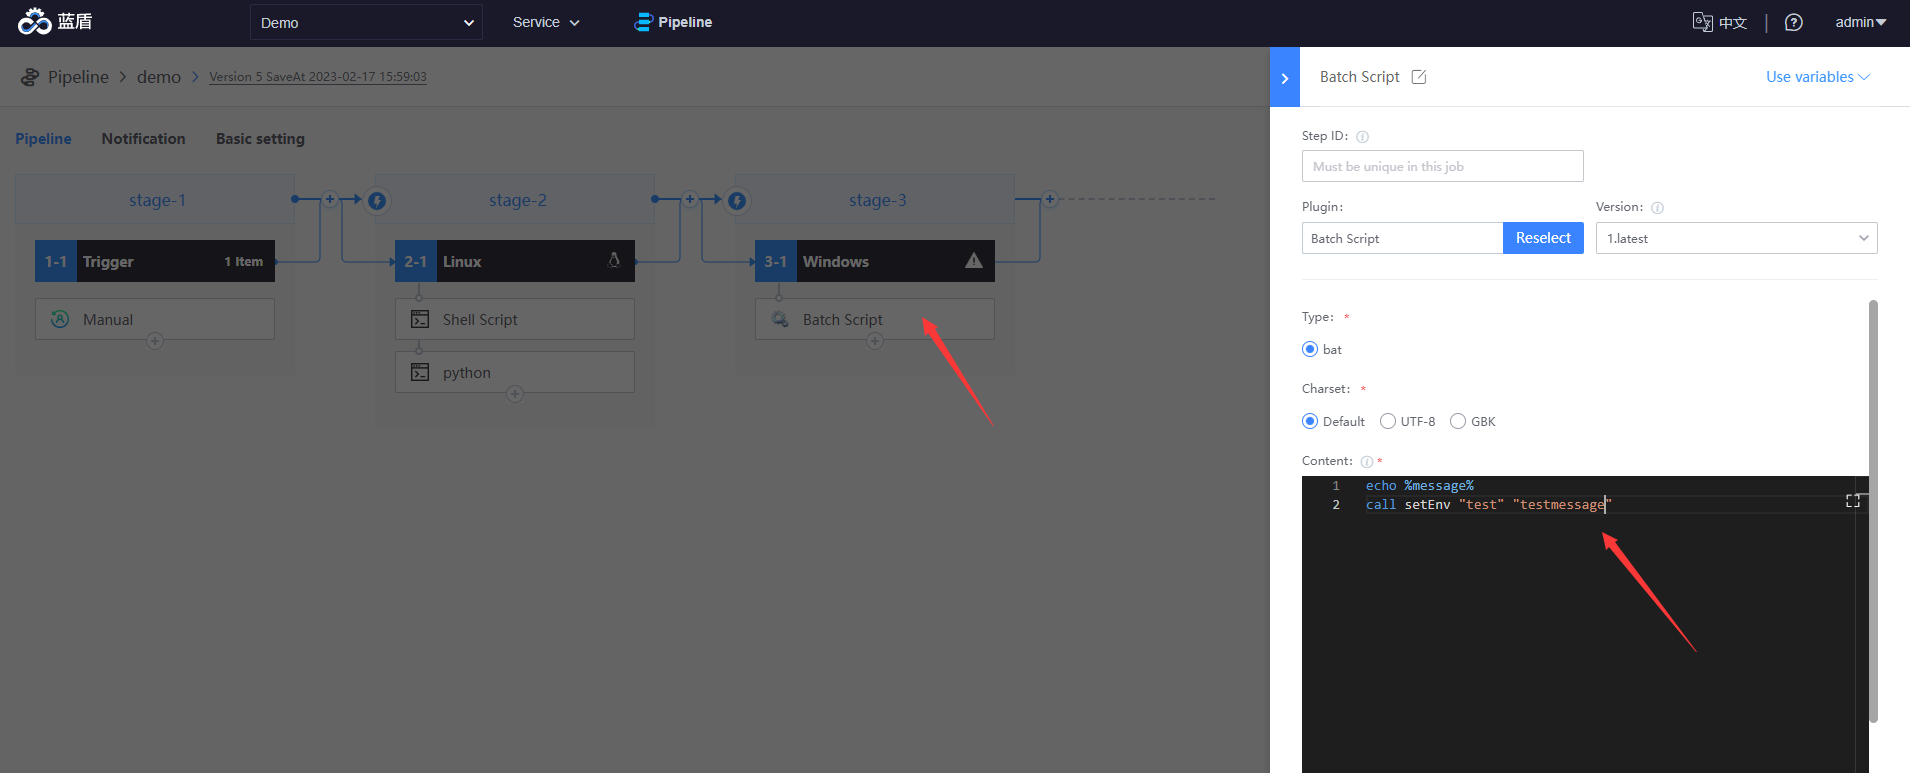 蓝盾
Demo
Service
Pipeline
中文
admin
Pipeline
demo
Version 5 SaveAt 2023-02-17 15:59:03
Pipeline
Notification
Basic setting
stage-1
1-1
Trigger
1 Item
Manual
stage-2
2-1
Linux
Shell Script
python
stage-3
3-1
Windows
Batch Script
Batch Script
Use variables
Step ID:
Must be unique in this job
Plugin:
Version:
Batch Script
Reselect
1.latest
Type: *
bat
Charset: *
Default
UTF-8
GBK
Content: *
1 echo %message%
2 call setEnv "test" "testmessage"